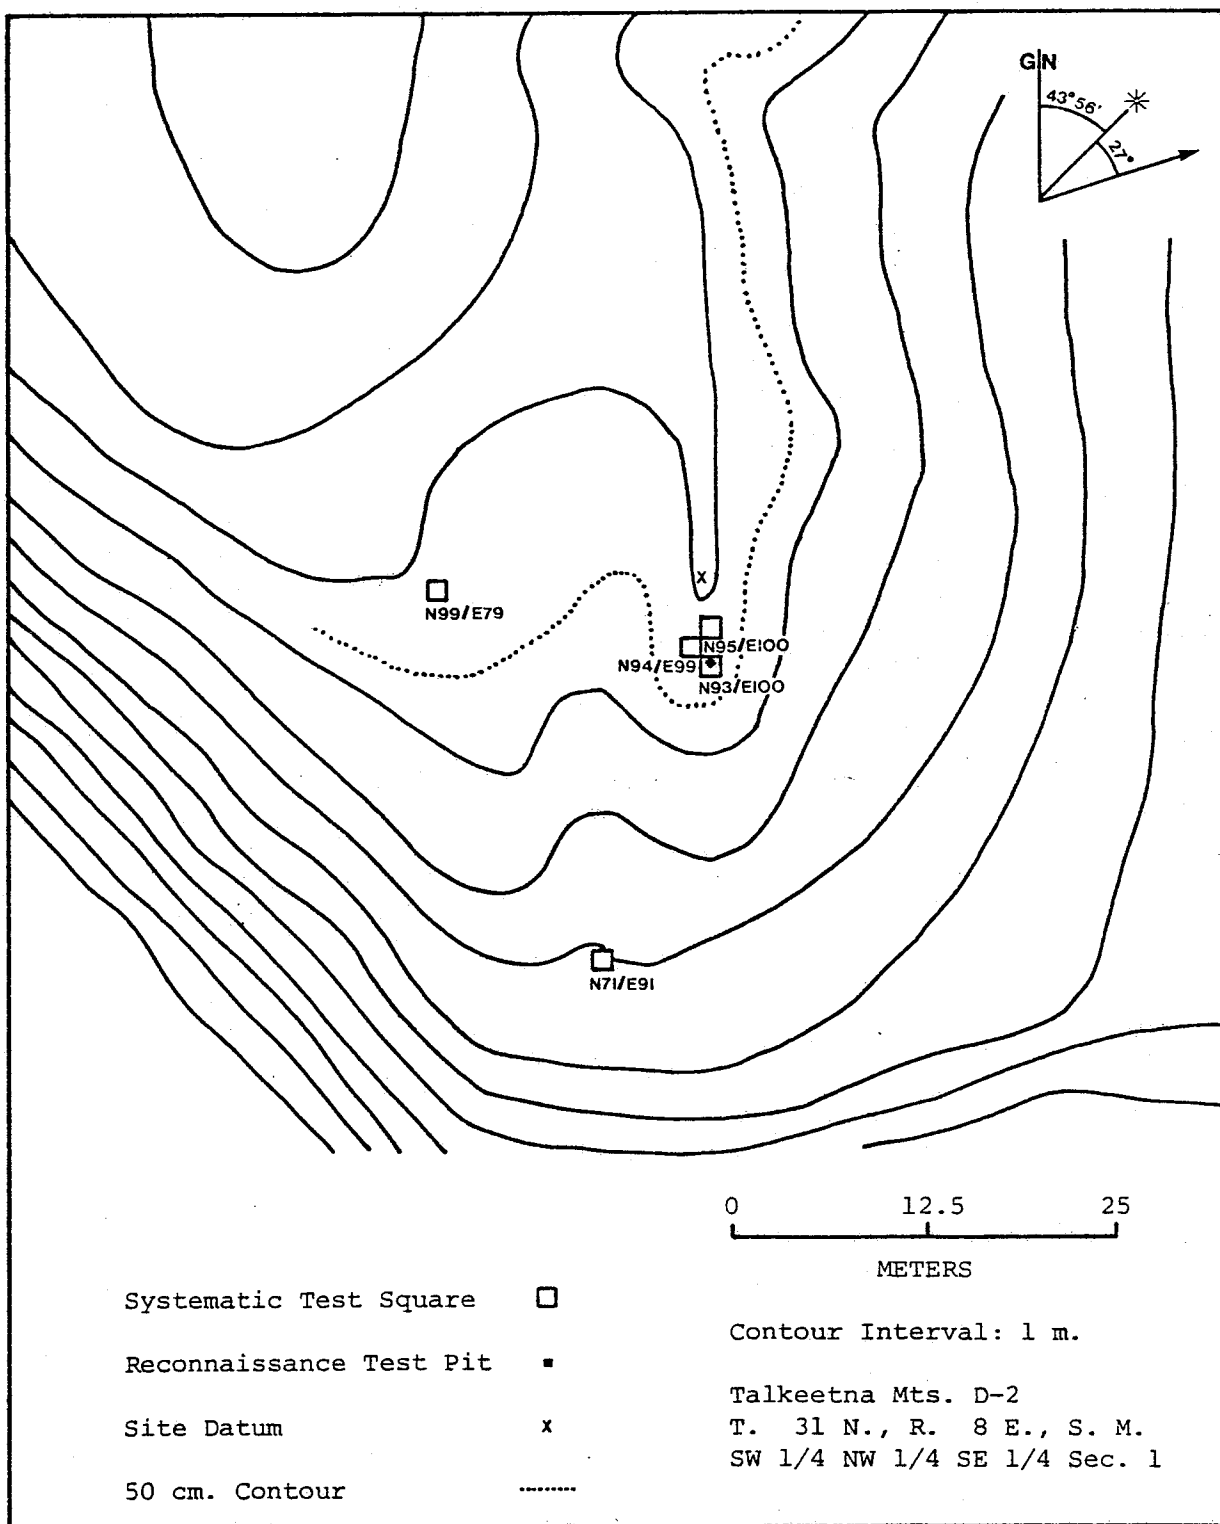 GN
43°56'
27°
X
N99/E79
N95/E100
N94/E99
N93/E100
N71/E91
0 12.5 25
METERS
Systematic Test Square
Reconnaissance Test Pit
Site Datum x
50 cm. Contour
Contour Interval: 1 m.
Talkeetna Mts. D-2
T. 31 N., R. 8 E., S. M.
SW 1/4 NW 1/4 SE 1/4 Sec. 1